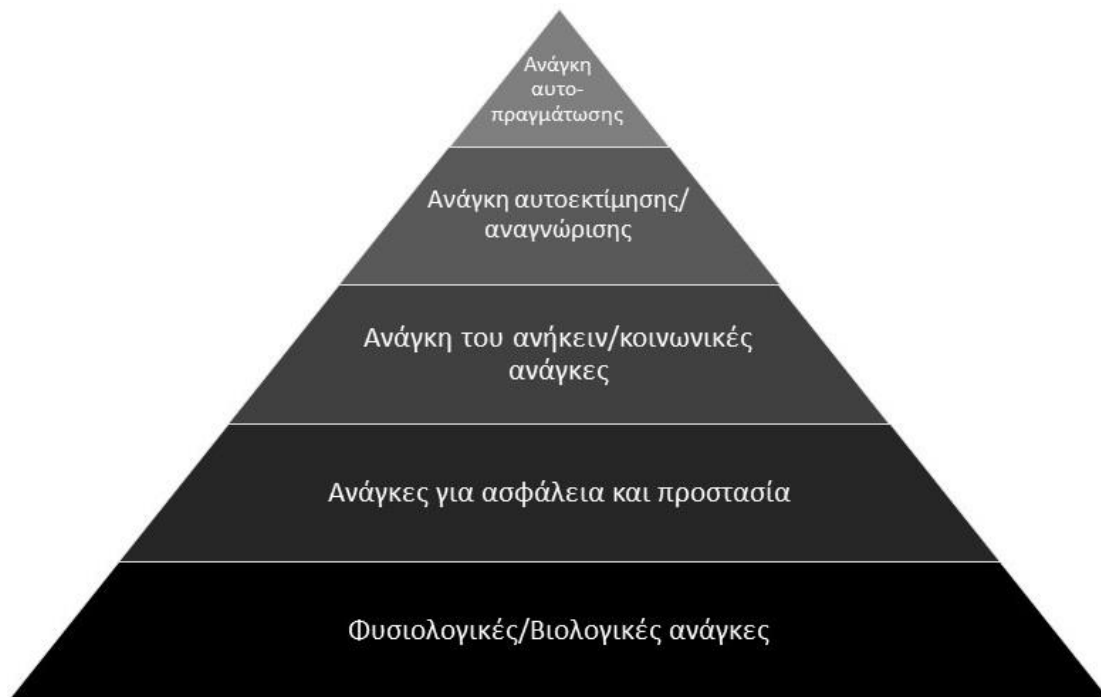 Ανάγκη
αυτο-
πραγμάτωσης
Ανάγκη αυτοεκτίμησης/
αναγνώρισης
Ανάγκη του ανήκειν/κοινωνικές
ανάγκες
Ανάγκες για ασφάλεια και προστασία
Φυσιολογικές/Βιολογικές ανάγκες